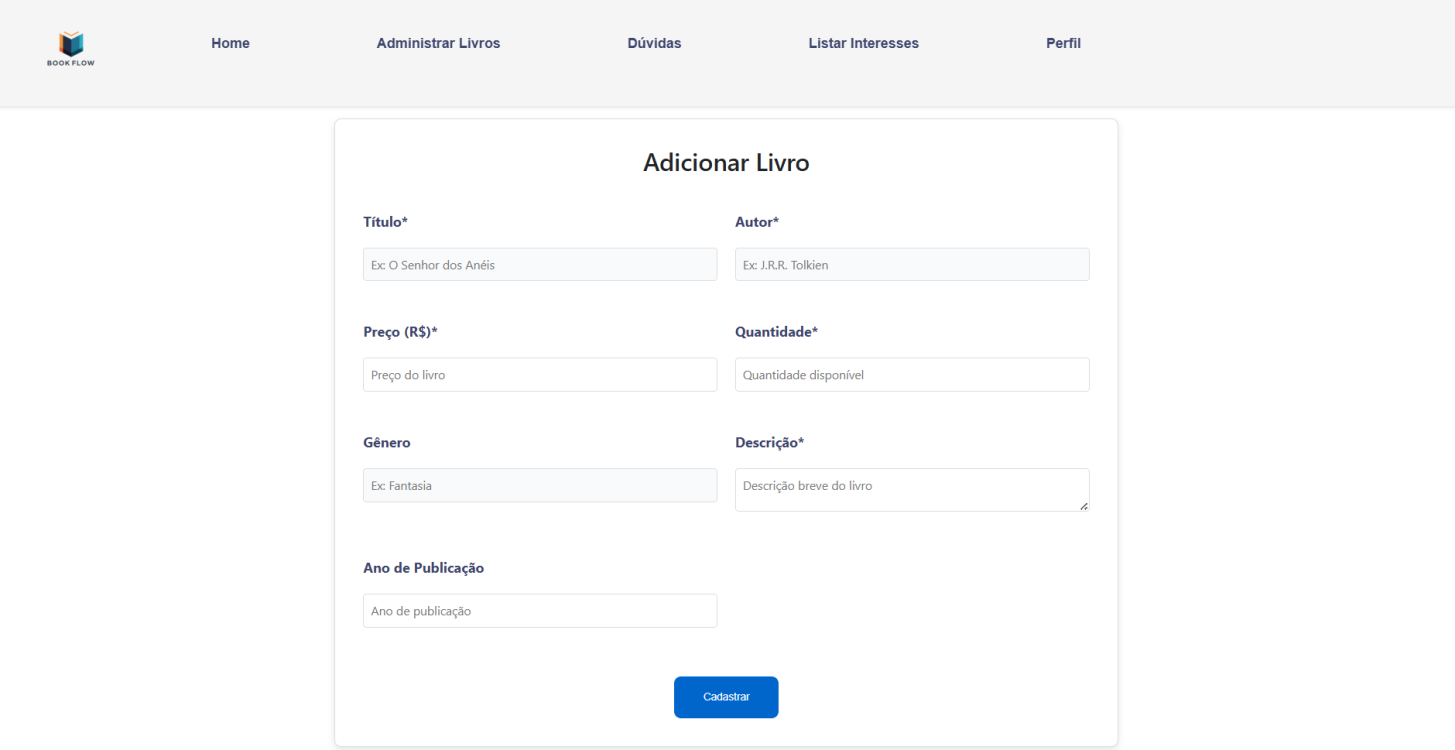 BOOK FLOW
Home Administrar Livros Dúvidas Listar Interesses Perfil
Adicionar Livro
Título* Autor*
Ex: O Senhor dos Anéis Ex: J.R.R. Tolkien
Preço (R$)* Quantidade*
Preço do livro Quantidade disponível
Gênero Descrição*
Ex: Fantasia Descrição breve do livro
Ano de Publicação
Ano de publicação
Cadastrar